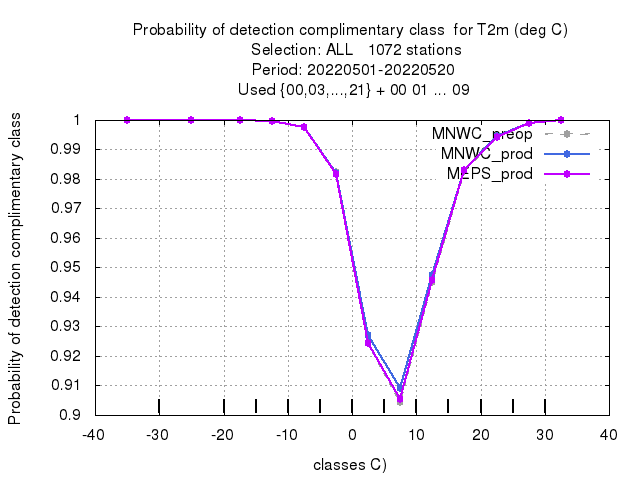 Probability of detection complimentary class for T2m (deg C)
Selection: ALL 1072 stations
Period: 20220501-20220520
Used {00,03,...,21} + 00 01 ... 09
Probability of detection complimentary class
1
0.99
0.98
0.97
0.96
0.95
0.94
0.93
0.92
0.91
0.9
MNWC_preop
MNWC_prod
MEPS_prod
-40 -30 -20 -10 0 10 20 30 40
classes C)